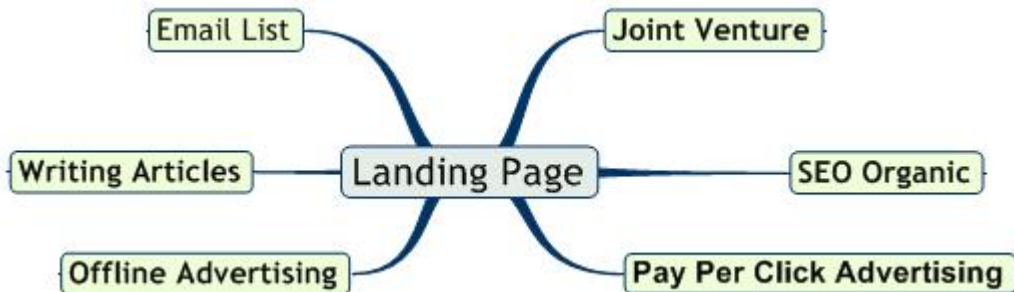 Email List
Joint Venture
Writing Articles
Landing Page
SEO Organic
Offline Advertising
Pay Per Click Advertising